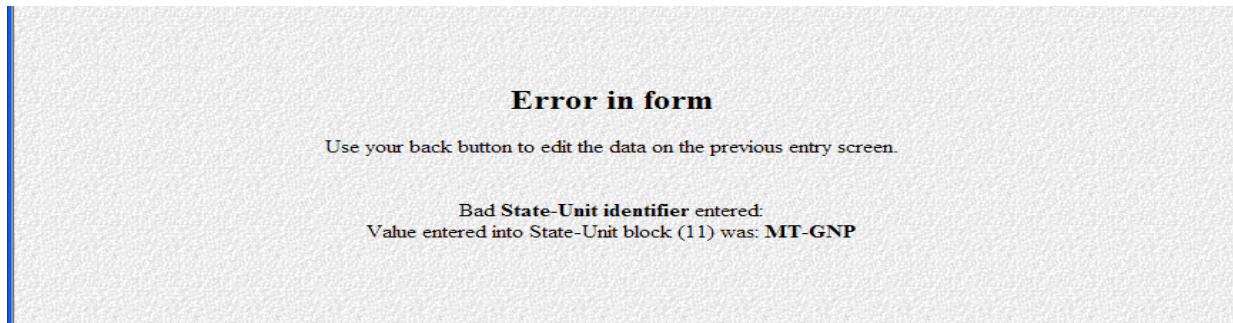 Error in form
Use your back button to edit the data on the previous entry screen.
Bad State-Unit identifier entered:
Value entered into State-Unit block (11) was: MT-GNP